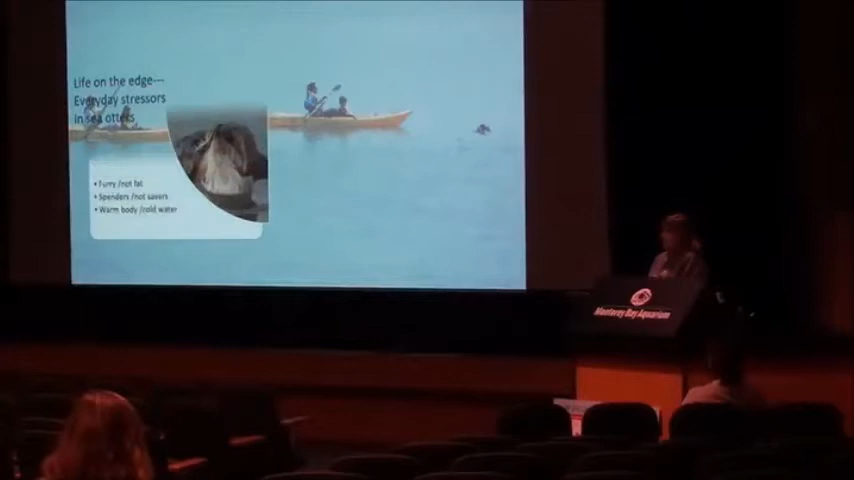 Life on the edge---
Everyday stressors
in sea otters
• Furry /not fat
• Spenders /not savers
• Warm body /cold water
Monterey Bay Aquarium